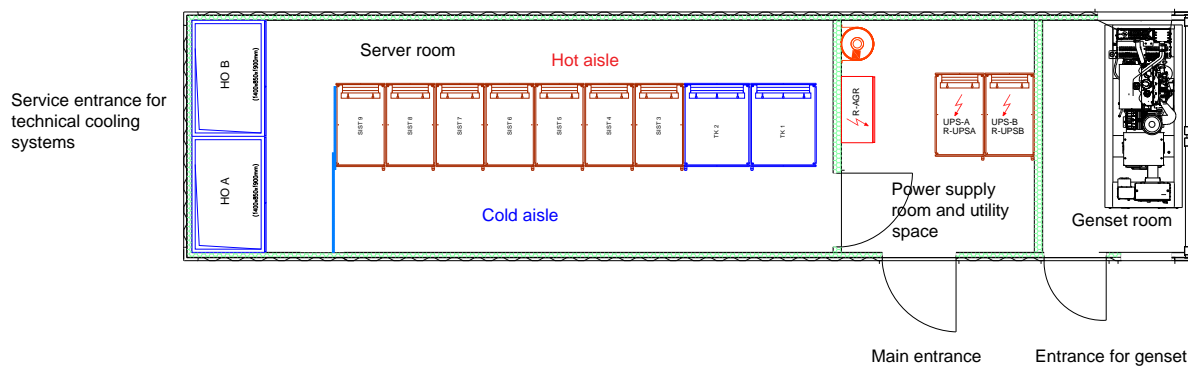 Server room
Hot aisle
Service entrance for
technical cooling
systems
HO B
(1400x850x1900mm)
HO A
(1400x850x1900mm)
SIST 9
SIST 8
SIST 7
SIST 6
SIST 5
SIST 4
SIST 3
TK 2
TK 1
R-AGR
UPS-A
R-UPSA
UPS-B
R-UPSB
Cold aisle
Power supply
room and utility
space
Genset room
Main entrance
Entrance for genset